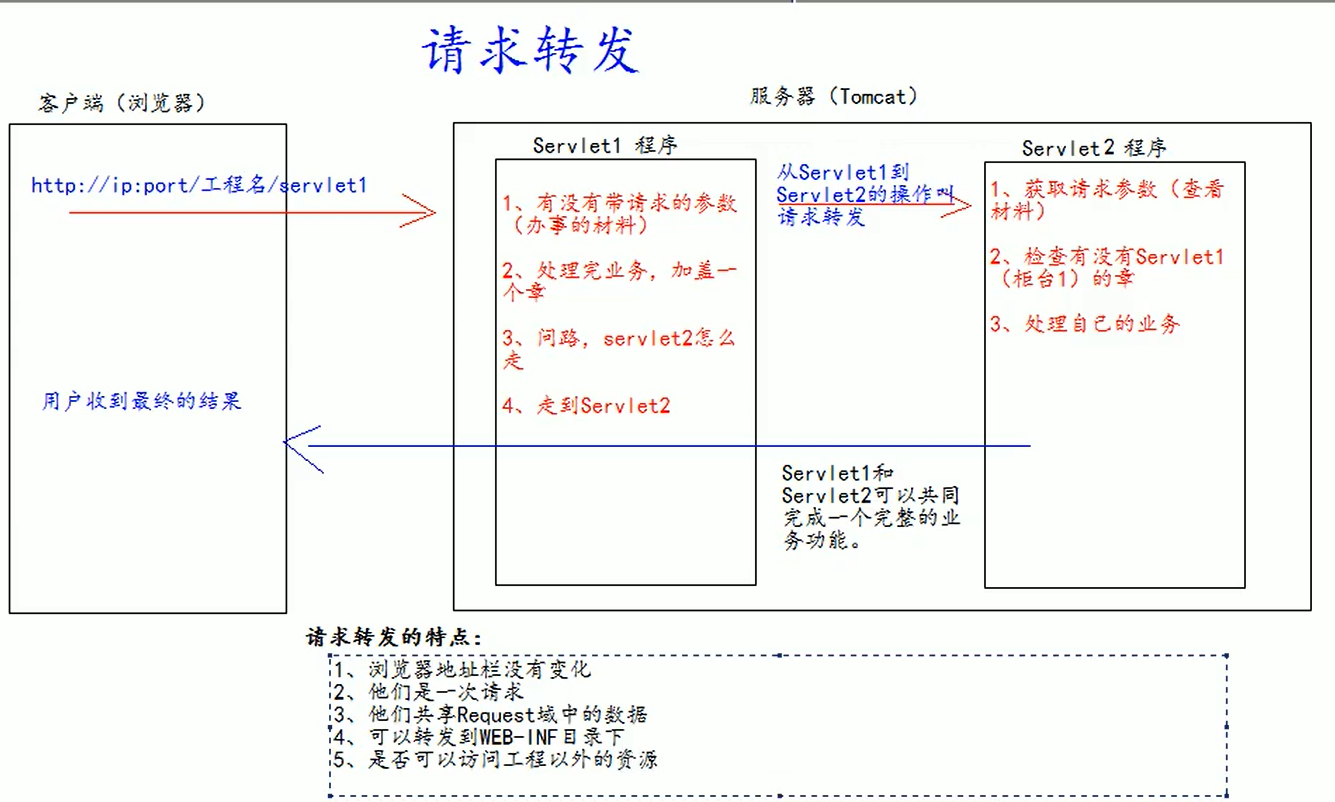 请求转发
客户端（浏览器）
服务器（Tomcat）
http://ip:port/工程名/servlet1
用户收到最终的结果
Servlet1 程序
1、有没有带请求的参数
（办事的材料）
2、处理完业务，加盖一
个章
3、问路，servlet2怎么
走
4、走到Servlet2
从Servlet1到
Servlet2的操作叫
请求转发
Servlet2 程序
1、获取请求参数（查看
材料）
2、检查有没有Servlet1
（柜台1）的章
3、处理自己的业务
Servlet1和
Servlet2可以共同
完成一个完整的业
务功能。
请求转发的特点：
1、浏览器地址栏没有变化
2、他们是一次请求
3、他们共享Request域中的数据
4、可以转发到WEB-INF目录下
5、是否可以访问工程以外的资源